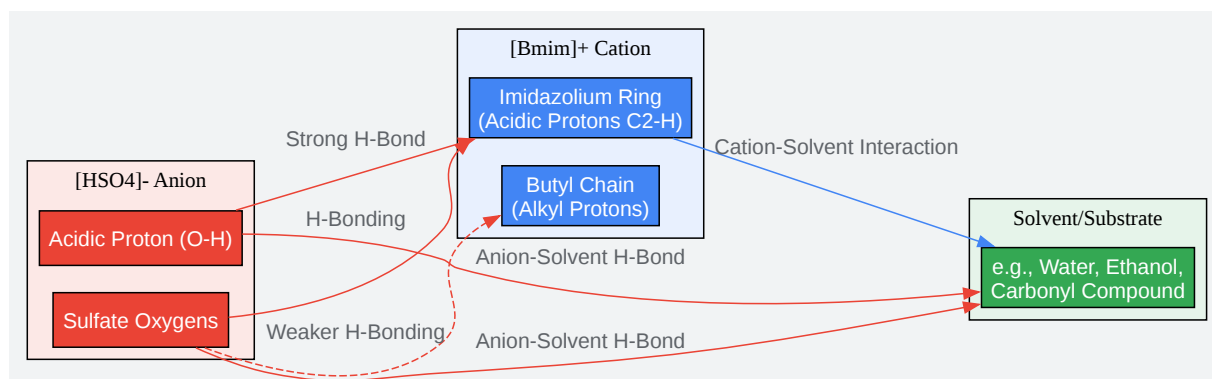 [Bmim]+ Cation
Imidazolium Ring
(Acidic Protons C2-H)
Strong H-Bond
Cation-Solvent Interaction
[HSO4]- Anion
Butyl Chain
(Alkyl Protons)
H-Bonding
Solvent/Substrate
Acidic Proton (O-H)
Anion-Solvent H-Bond
e.g., Water, Ethanol,
Carbonyl Compound
Sulfate Oxygens
Weaker H-Bonding
Anion-Solvent H-Bond